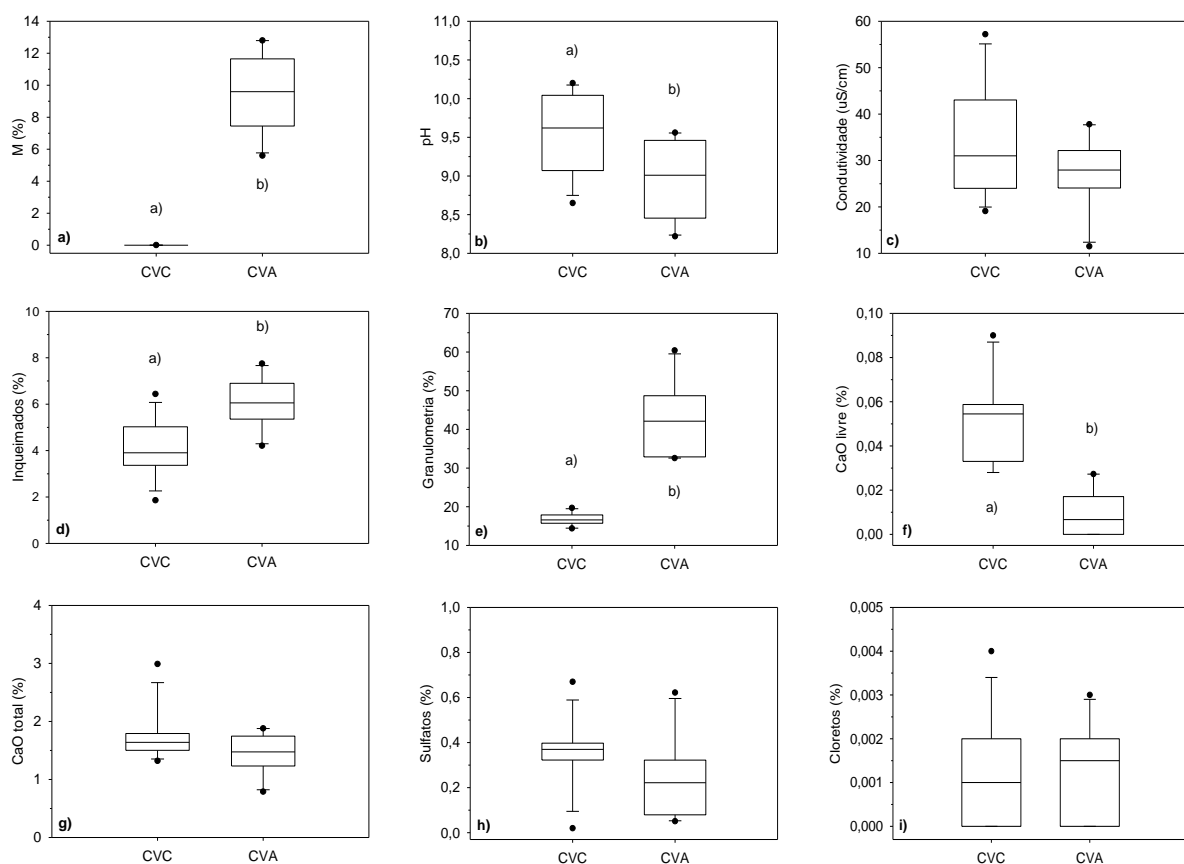 M (%)
14
12
10
8
6
4
2
0
a)
b)
a)
CVC
CVA
pH
11,0
10,5
10,0
9,5
9,0
8,5
8,0
a)
b)
b)
CVC
CVA
Condutividade (uS/cm)
60
50
40
30
20
10
c)
CVC
CVA
Inqueimados (%)
10
8
6
4
2
0
a)
b)
d)
CVC
CVA
Granulometria (%)
70
60
50
40
30
20
10
a)
b)
e)
CVC
CVA
CaO livre (%)
0,10
0,08
0,06
0,04
0,02
0,00
b)
a)
f)
CVC
CVA
CaO total (%)
4
3
2
1
0
g)
CVC
CVA
Sulfatos (%)
1,0
0,8
0,6
0,4
0,2
0,0
h)
CVC
CVA
Cloretos (%)
0,005
0,004
0,003
0,002
0,001
0,000
i)
CVC
CVA